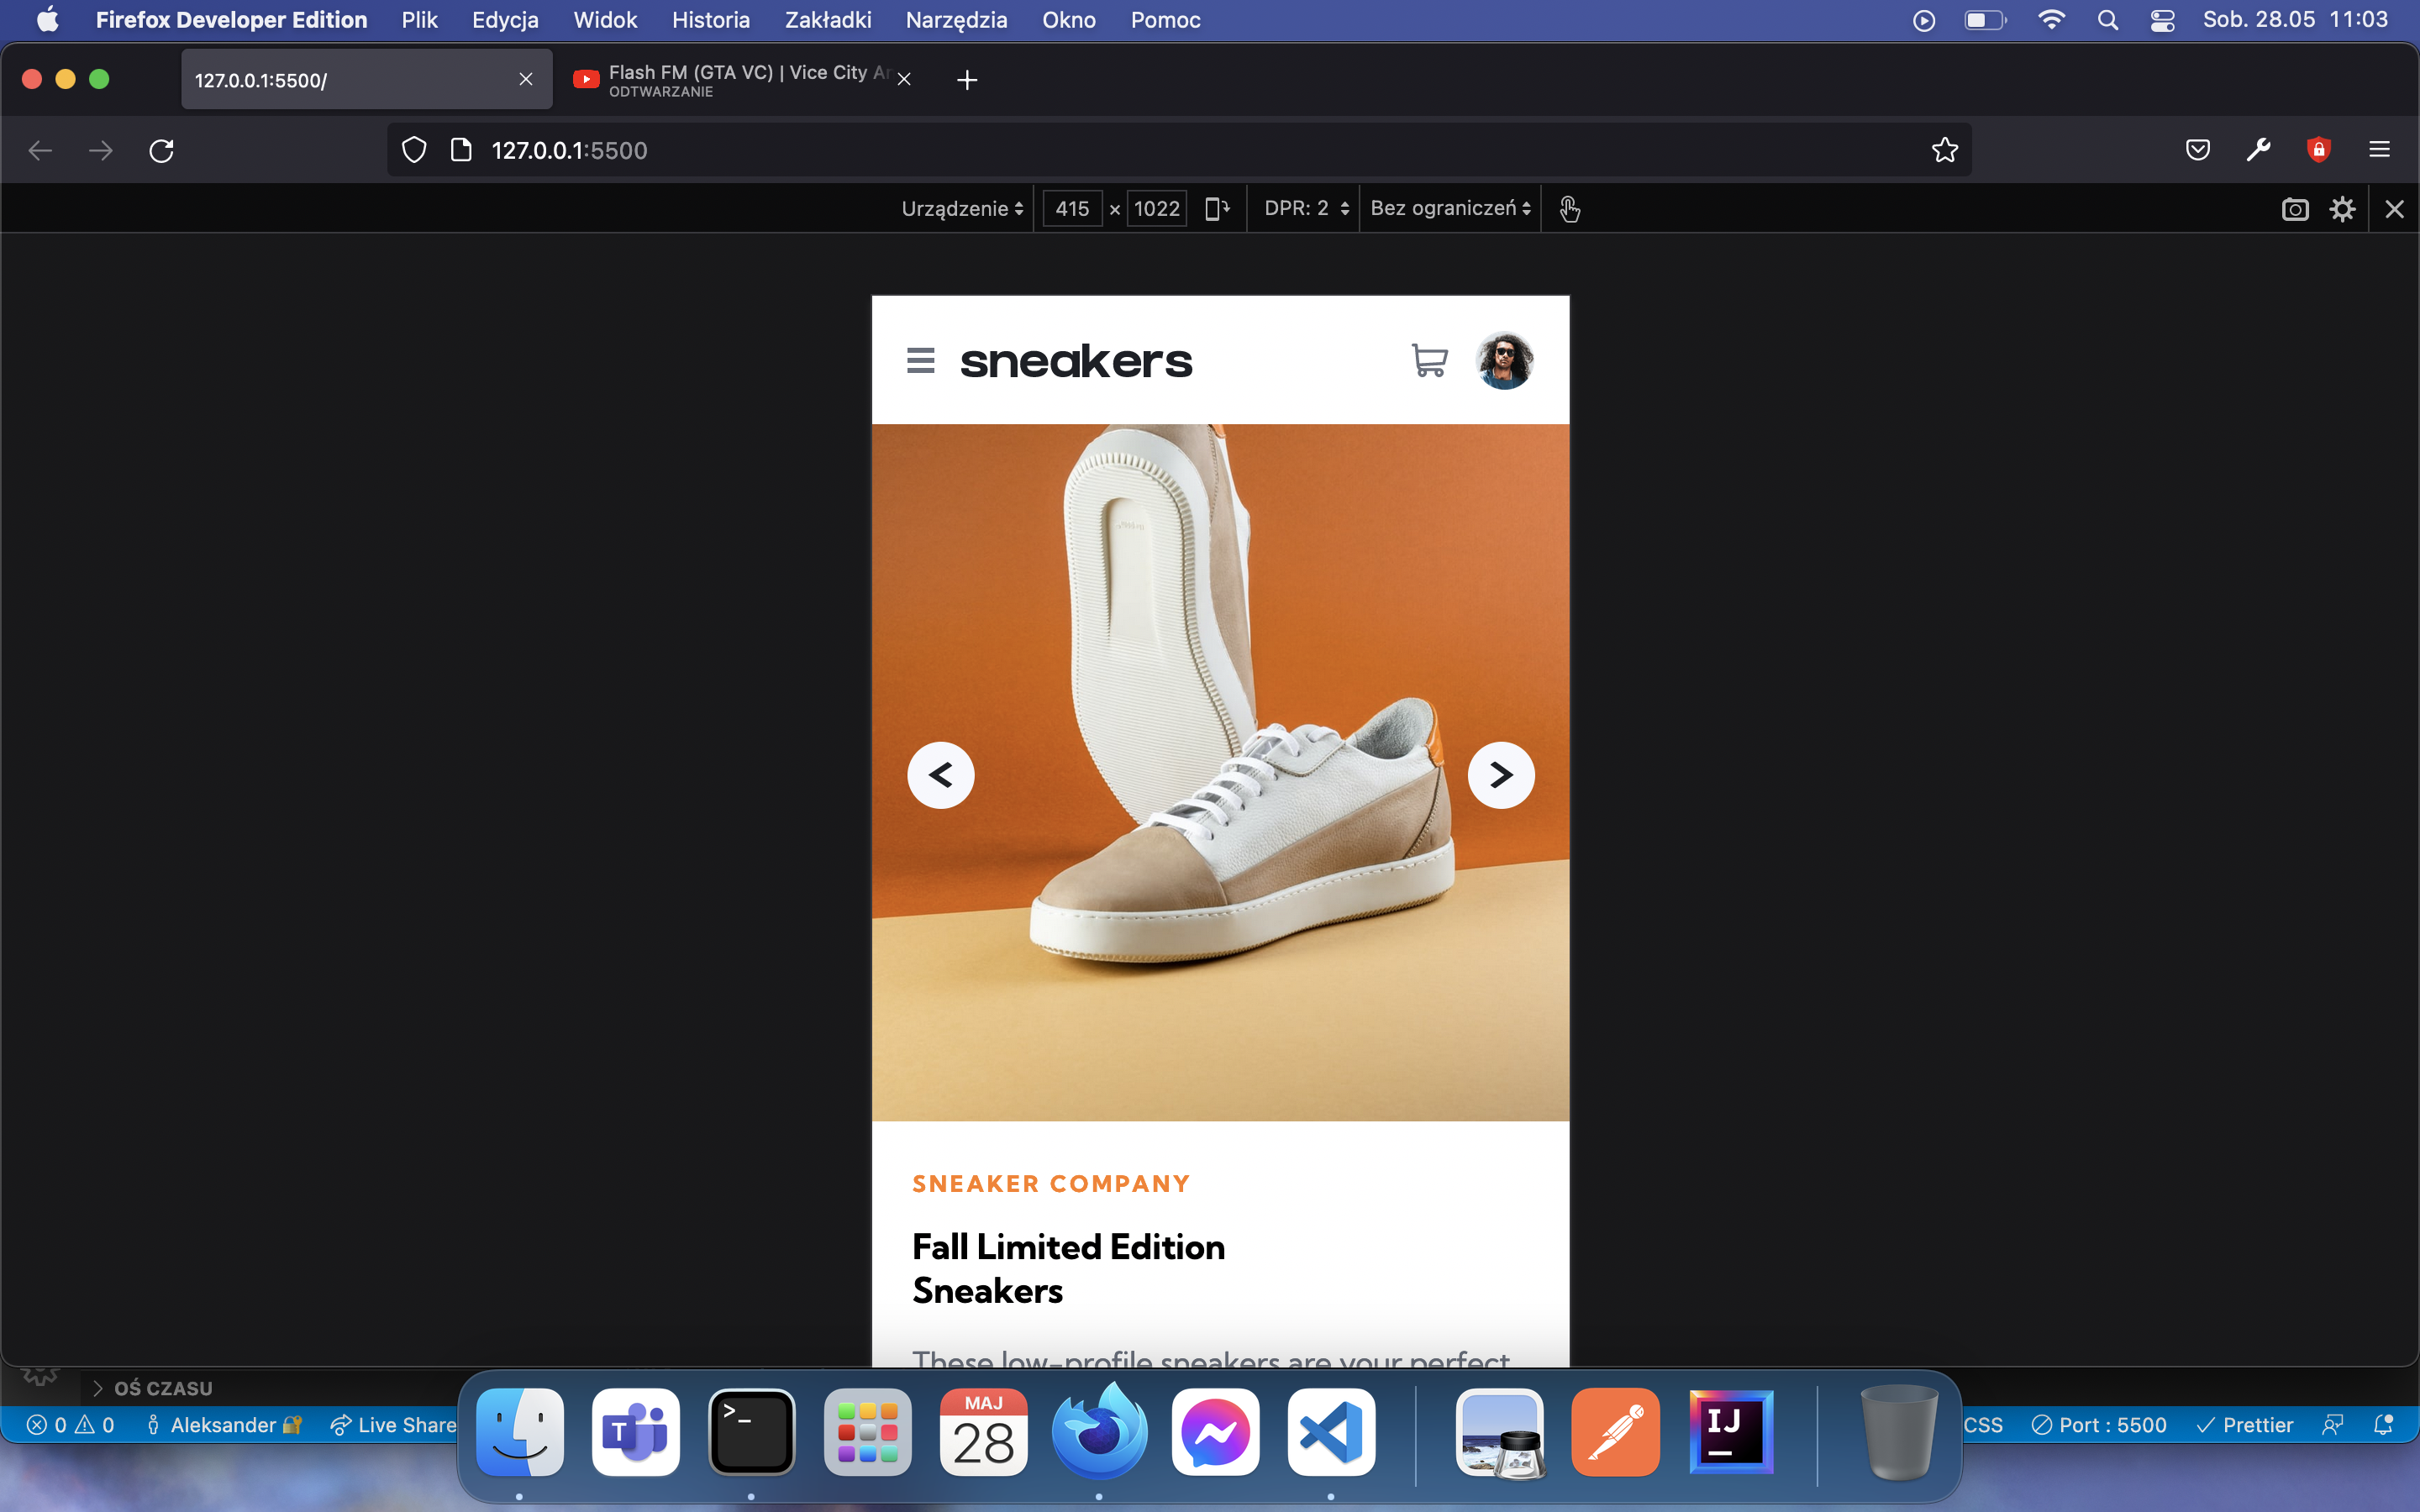 Firefox Developer Edition Plik Edycja Widok Historia Zakładki Narzędzia Okno Pomoc Sob. 28.05 11:03
127.0.0.1:5500/
Flash FM (GTA VC) | Vice City Ar
ODTWARZANIE
127.0.0.1:5500
Urządzenie 415 × 1022 DPR: 2 Bez ograniczeń
sneakers
SNEAKER COMPANY
Fall Limited Edition
Sneakers
These low-profile sneakers are your perfect
OŚ CZASU
0 0 Aleksander Live Share
CSS Port : 5500 Prettier
T
>_
MAJ
28
IJ